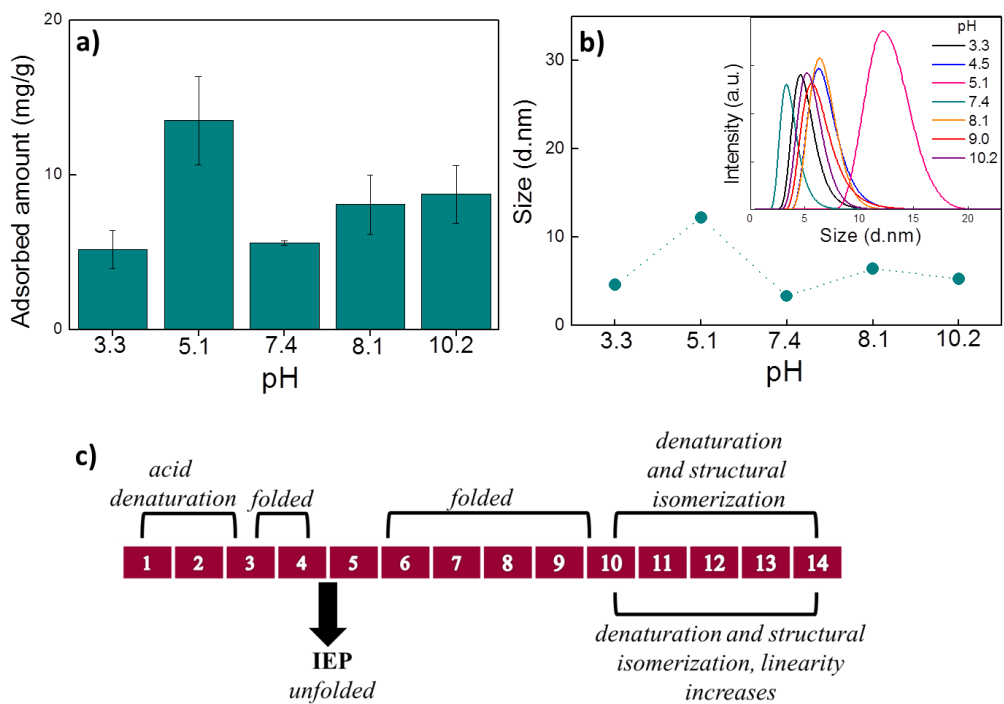 a)
Adsorbed amount (mg/g)
20
10
0
3.3 5.1 7.4 8.1 10.2
pH
b)
Size (d.nm)
30
20
10
0
3.3 5.1 7.4 8.1 10.2
pH
Intensity (a.u.)
0 5 10 15 20
Size (d.nm)
pH
3.3
4.5
5.1
7.4
8.1
9.0
10.2
c)
acid
denaturation
folded
folded
denaturation
and structural
isomerization
1 2 3 4 5 6 7 8 9 10 11 12 13 14
IEP
unfolded
denaturation and structural
isomerization, linearity
increases